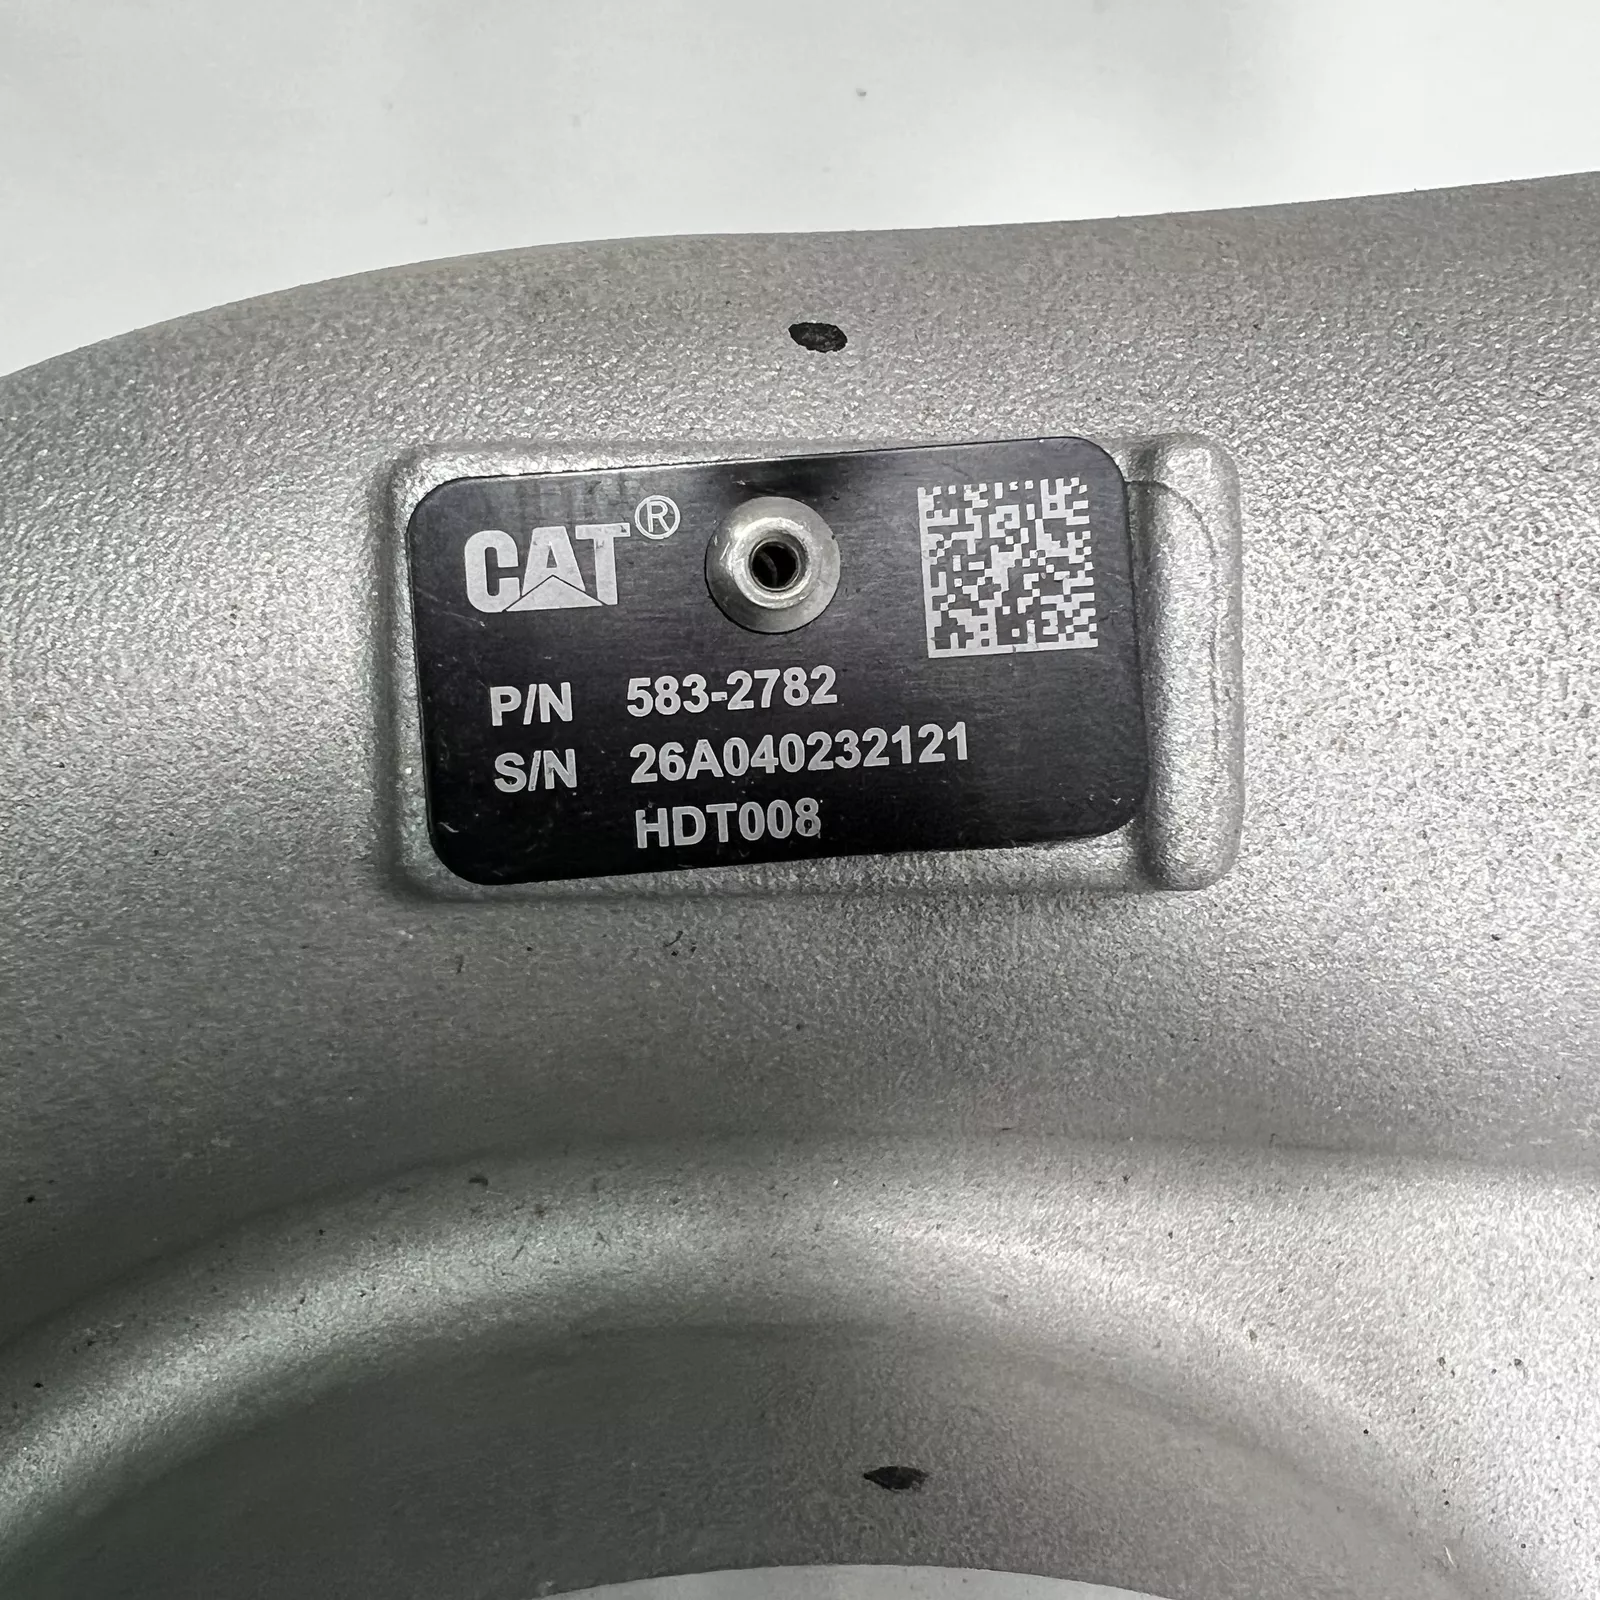 CAT®
P/N 583-2782
S/N 26A040232121
HDT008